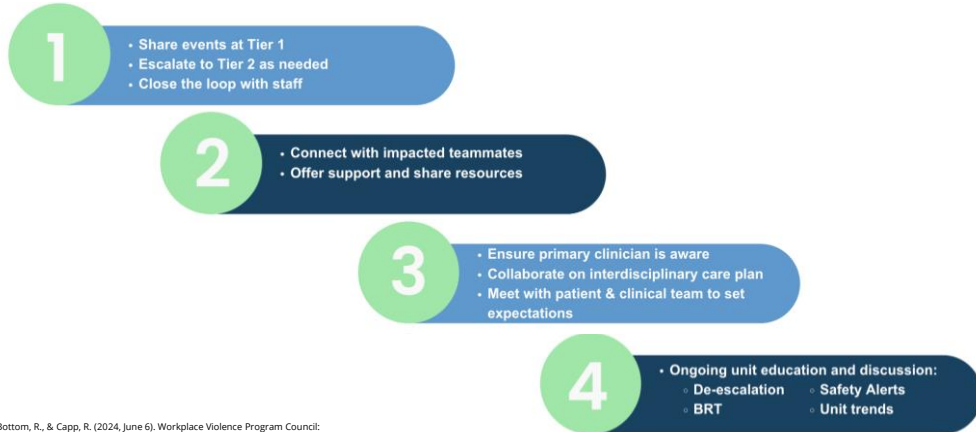 1
• Share events at Tier 1
• Escalate to Tier 2 as needed
• Close the loop with staff
2
• Connect with impacted teammates
• Offer support and share resources
3
• Ensure primary clinician is aware
• Collaborate on interdisciplinary care plan
• Meet with patient & clinical team to set
expectations
4
• Ongoing unit education and discussion:
◦ De-escalation ◦ Safety Alerts
◦ BRT ◦ Unit trends
Bottom, R., & Capp, R. (2024, June 6). Workplace Violence Program Council: